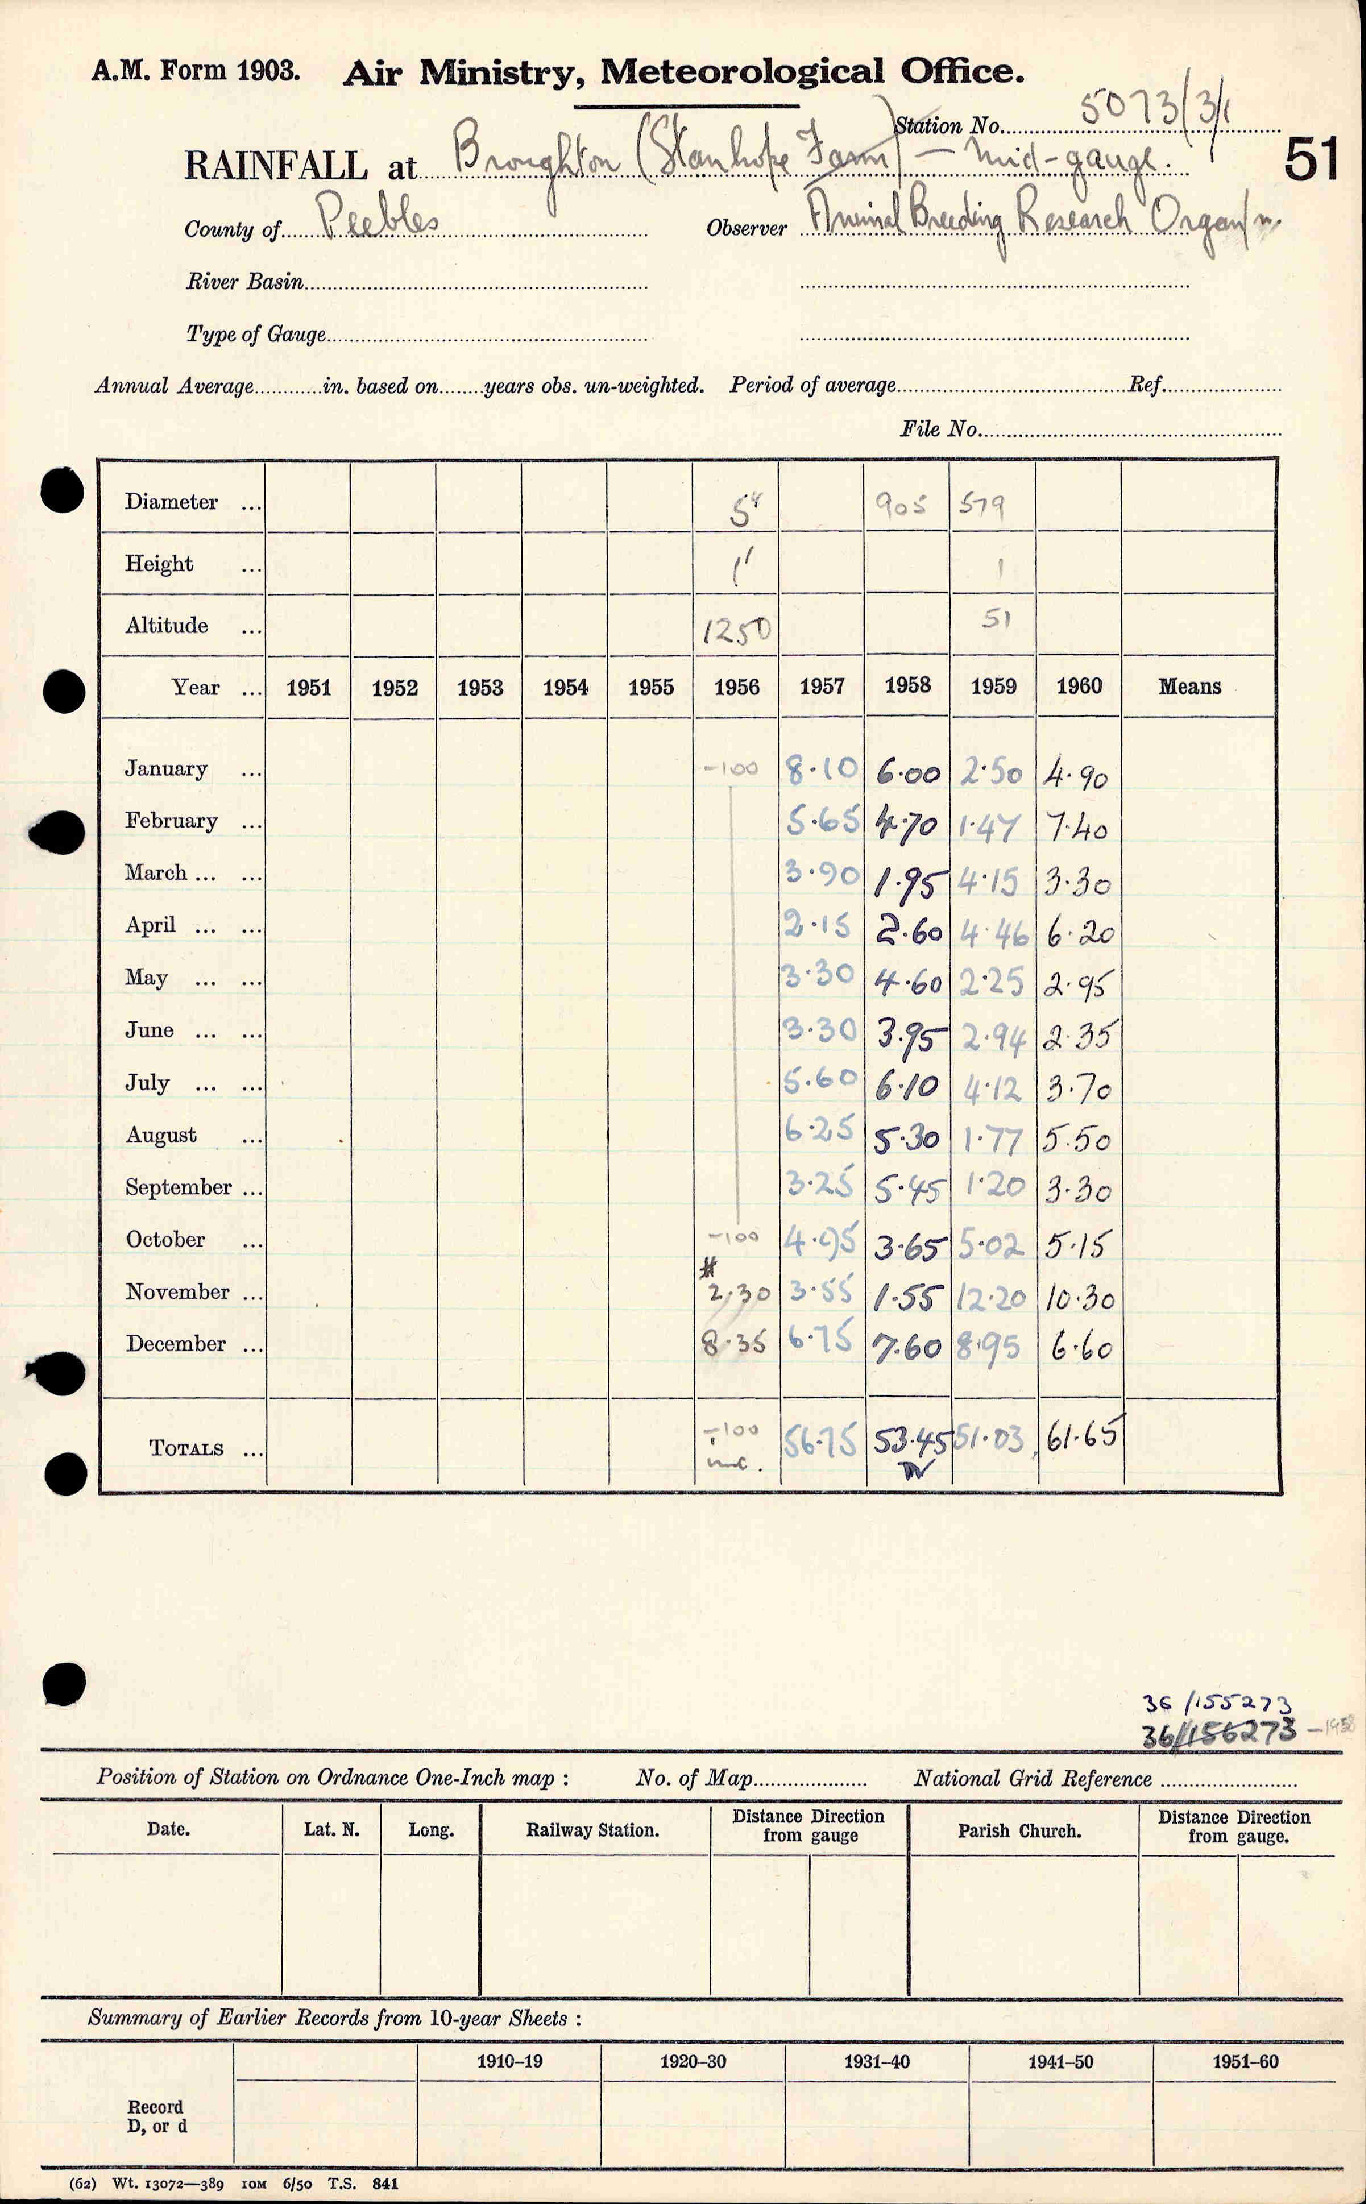 A.M. Form 1903. Air Ministry, Meteorological Office.
Station No. 5073/3/1
RAINFALL at Broughton (Stanhope Farm) – mid-gauge. 51
County of Peebles Observer Animal Breeding Research Organ/n.
River Basin
Type of Gauge
Annual Average in. based on years obs. un-weighted. Period of average Ref.
File No.
Diameter ... 5" 905 579
Height ... 1' 1
Altitude ... 1250 51
Year ... 1951 1952 1953 1954 1955 1956 1957 1958 1959 1960 Means
January ... -100 8.10 6.00 2.50 4.90
February ... 5.65 4.70 1.47 7.40
March ... ... 3.90 1.95 4.15 3.30
April ... ... 2.15 2.60 4.46 6.20
May ... ... 3.30 4.60 2.25 2.95
June ... ... 3.30 3.95 2.94 2.35
July ... ... 5.60 6.10 4.12 3.70
August ... 6.25 5.30 1.77 5.50
September ... 3.25 5.45 1.20 3.30
October ... -100 4.95 3.65 5.02 5.15
November ... # 2.30 3.55 1.55 12.20 10.30
December ... 8.35 6.75 7.60 8.95 6.60
TOTALS ... -100 inc. 56.75 53.45 51.03 61.65
36/155273
36/156273 -1958
Position of Station on Ordnance One-Inch map : No. of Map National Grid Reference
Date. Lat. N. Long. Railway Station. Distance Direction from gauge Parish Church. Distance Direction from gauge.
Summary of Earlier Records from 10-year Sheets :
1910–19 1920–30 1931–40 1941–50 1951–60
Record
D, or d
(62) Wt. 13072—389 10M 6/50 T.S. 841